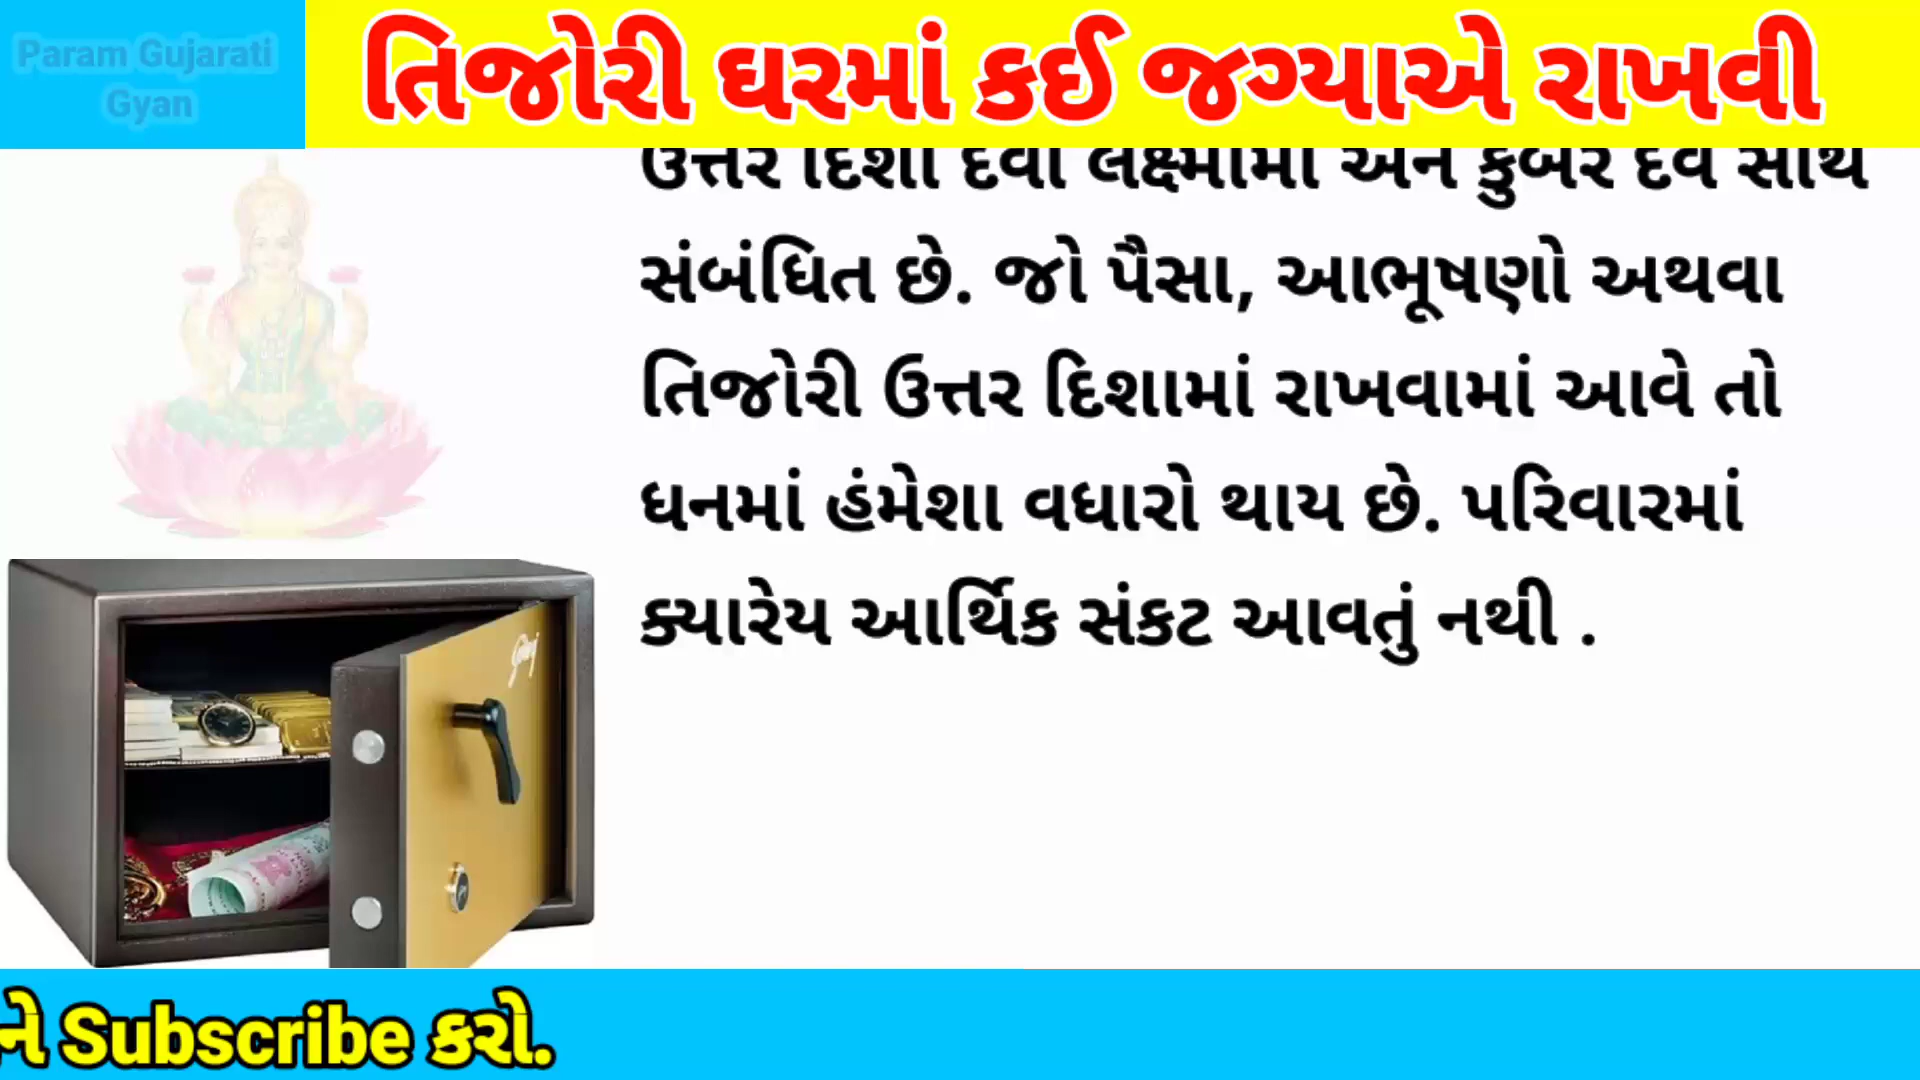 Param Gujarati
Gyan
તિજોરી ઘરમાં કઈ જગ્યાએ રાખવી
ઉત્તર દિશા દેવી લક્ષ્મીમાં અને કુબેર દેવ સાથે
સંબંધિત છે. જો પૈસા, આભૂષણો અથવા
તિજોરી ઉત્તર દિશામાં રાખવામાં આવે તો
ધનમાં હંમેશા વધારો થાય છે. પરિવારમાં
ક્યારેય આર્થિક સંકટ આવતું નથી .
Godrej
ને Subscribe કરો.